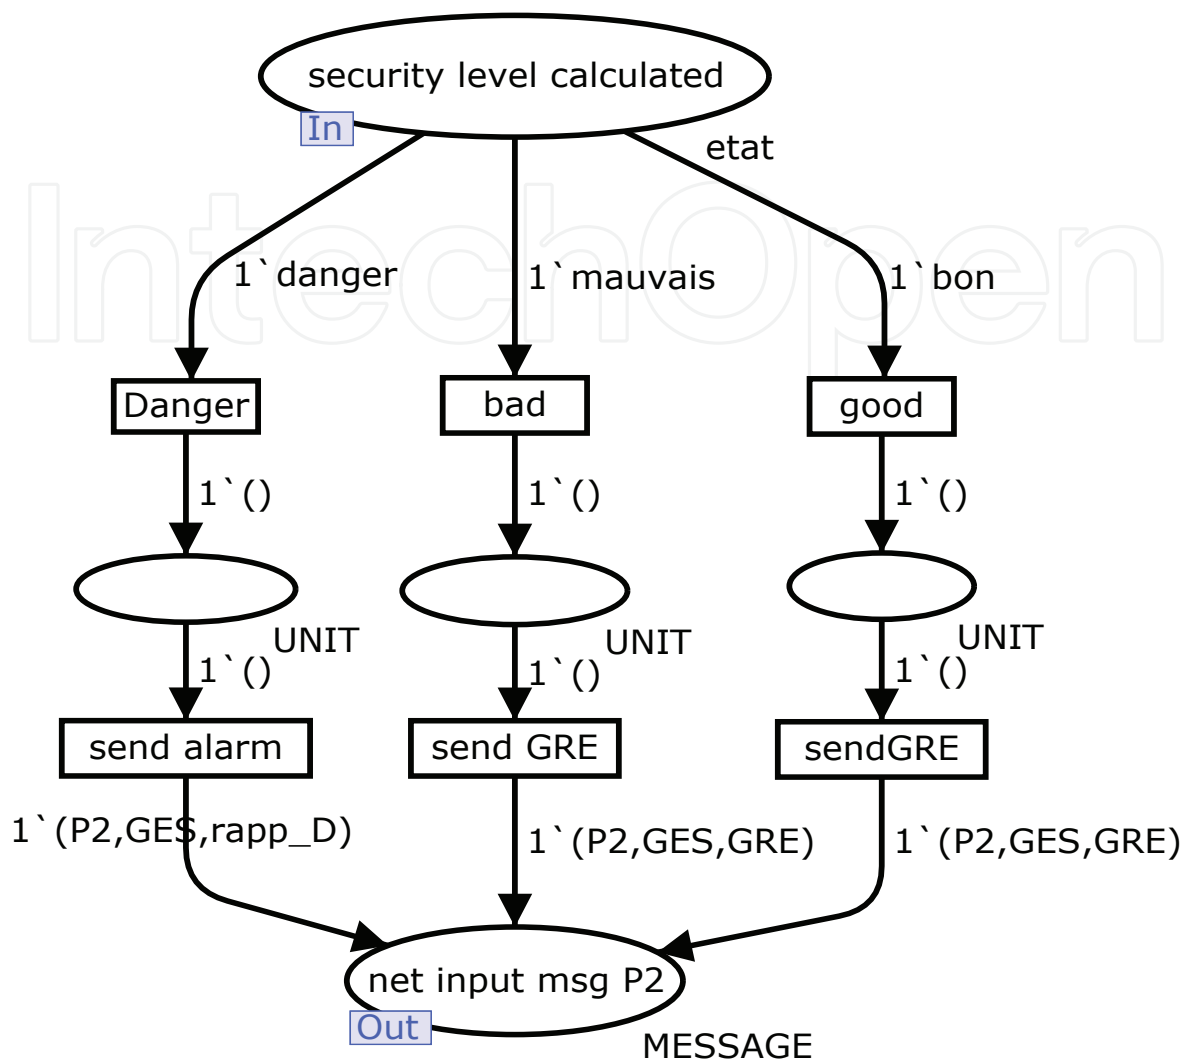 security level calculated
In
etat
IntechOpen
1`danger
1`mauvais
1`bon
Danger
bad
good
1`()
1`()
1`()
UNIT
UNIT
UNIT
1`()
1`()
1`()
send alarm
send GRE
sendGRE
1`(P2,GES,rapp_D)
1`(P2,GES,GRE)
1`(P2,GES,GRE)
net input msg P2
Out
MESSAGE